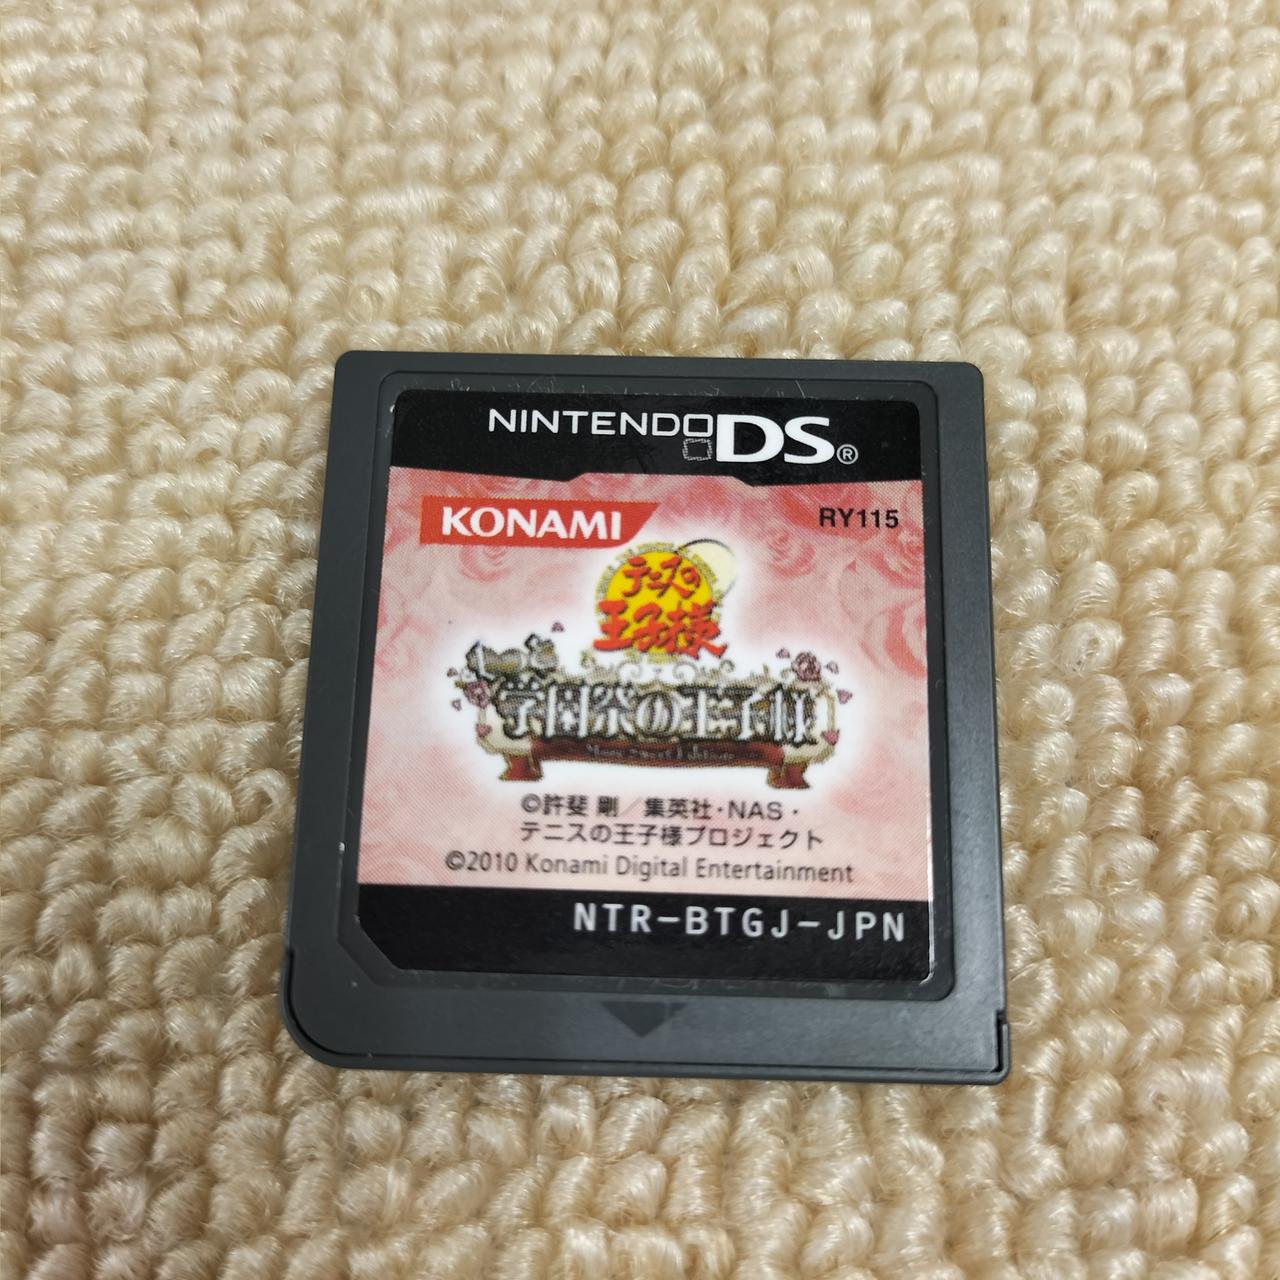 NINTENDO DS®
KONAMI
RY115
テニスの
王子様
学園祭の王子様
©許斐 剛／集英社・NAS・
テニスの王子様プロジェクト
©2010 Konami Digital Entertainment
NTR-BTGJ-JPN